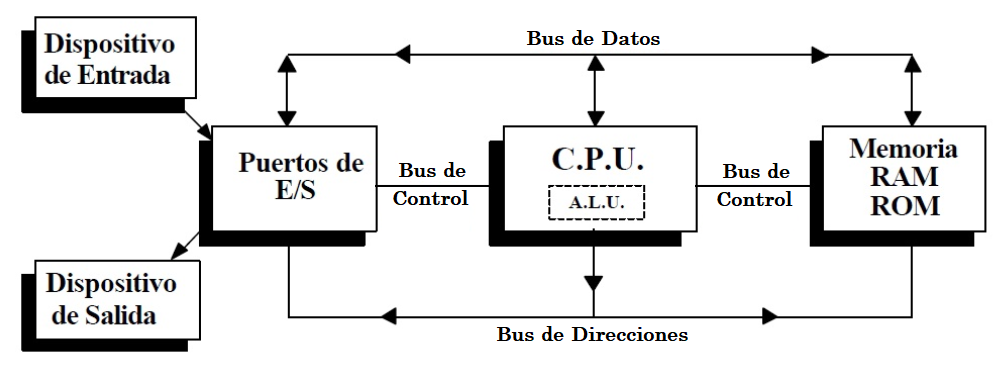 Bus de Datos
Dispositivo
de Entrada
Puertos de
E/S
Bus de
Control
C.P.U.
A.L.U.
Bus de
Control
Memoria
RAM
ROM
Dispositivo
de Salida
Bus de Direcciones